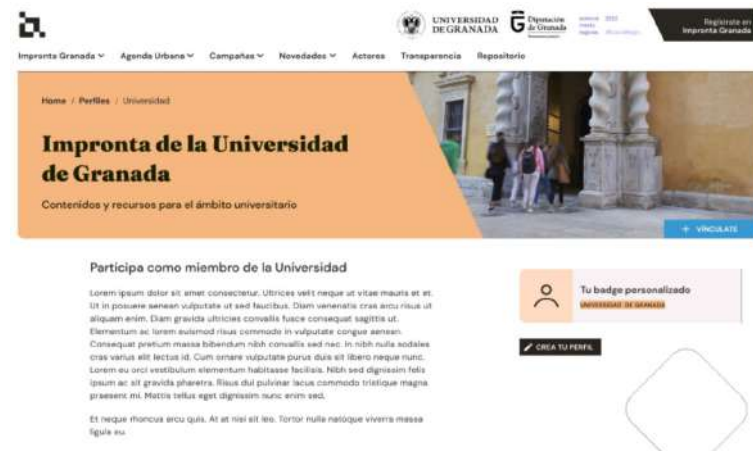 UNIVERSIDAD
DE GRANADA
Diputación
de Granada
Regístrate en
Impronta Granada
Impronta Granada
Agenda Urbana
Campañas
Novedades
Actores
Transparencia
Repositorio
Home / Perfiles / Universidad
Impronta de la Universidad
de Granada
Contenidos y recursos para el ámbito universitario
+ VINCÚLATE
Participa como miembro de la Universidad
Lorem ipsum dolor sit amet consectetur. Ultrices velit neque ut vitae mauris et et.
Ut in posuere aenean vulputate ut sed faucibus. Diam venenatis cras arcu risus ut
aliquam enim. Diam gravida ultricies convallis fusce consequat sagittis ut.
Elementum ac lorem euismod risus commodo in vulputate congue aenean.
Consequat pretium massa bibendum nibh convallis sed nec. In nibh nulla sodales
cras varius elit lectus id. Cum ornare vulputate purus duis sit libero neque nunc.
Lorem eu orci vestibulum elementum habitasse facilisis. Nibh sed dignissim felis
ipsum ac sit gravida pharetra. Risus dui pulvinar lacus commodo tristique magna
praesent mi. Mattis tellus eget dignissim nunc enim sed.
Et neque rhoncus arcu quis. At at nisi sit leo. Tortor nulla natoque viverra massa
ligula eu.
Tu badge personalizado
UNIVERSIDAD DE GRANADA
CREA TU PERFIL